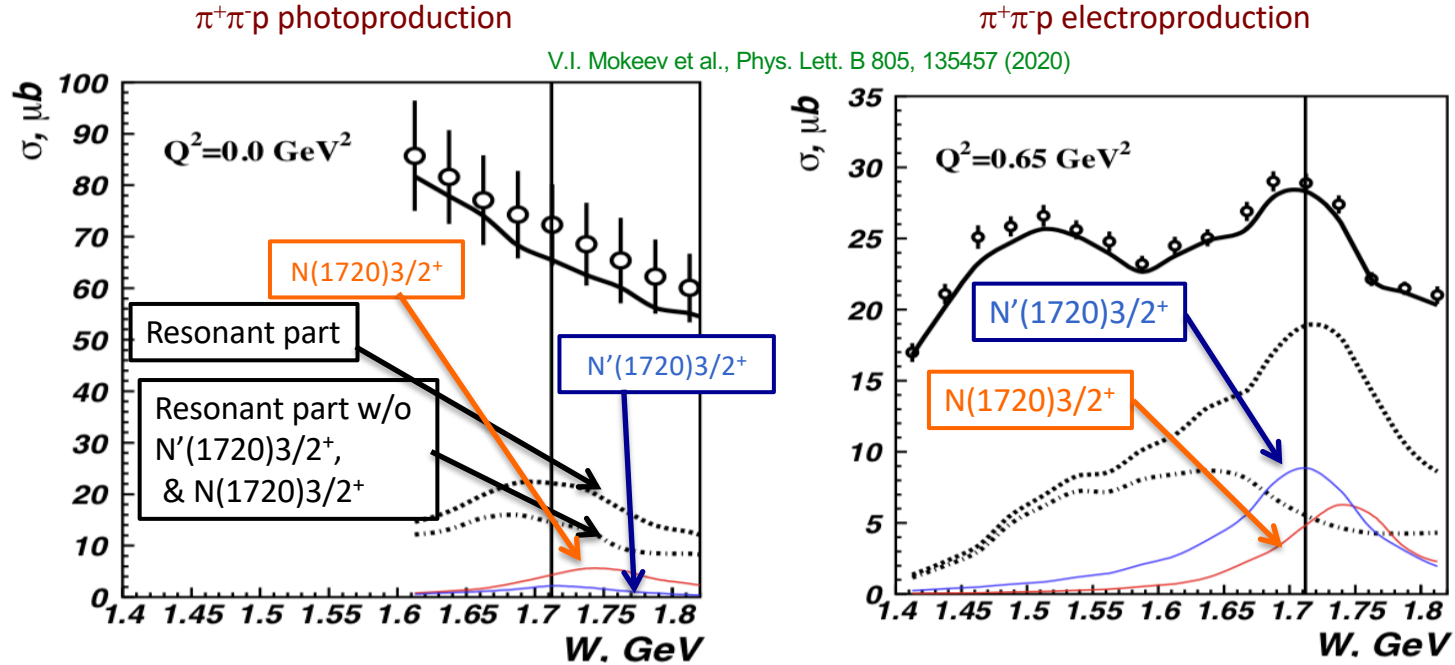 π⁺π⁻p photoproduction
π⁺π⁻p electroproduction
V.I. Mokeev et al., Phys. Lett. B 805, 135457 (2020)
σ, μb
100
90
80
70
60
50
40
30
20
10
0
Q²=0.0 GeV²
N(1720)3/2⁺
Resonant part
N'(1720)3/2⁺
Resonant part w/o
N'(1720)3/2⁺,
& N(1720)3/2⁺
1.4 1.45 1.5 1.55 1.6 1.65 1.7 1.75 1.8
W, GeV
σ, μb
35
30
25
20
15
10
5
0
Q²=0.65 GeV²
N'(1720)3/2⁺
N(1720)3/2⁺
1.4 1.45 1.5 1.55 1.6 1.65 1.7 1.75 1.8
W, GeV